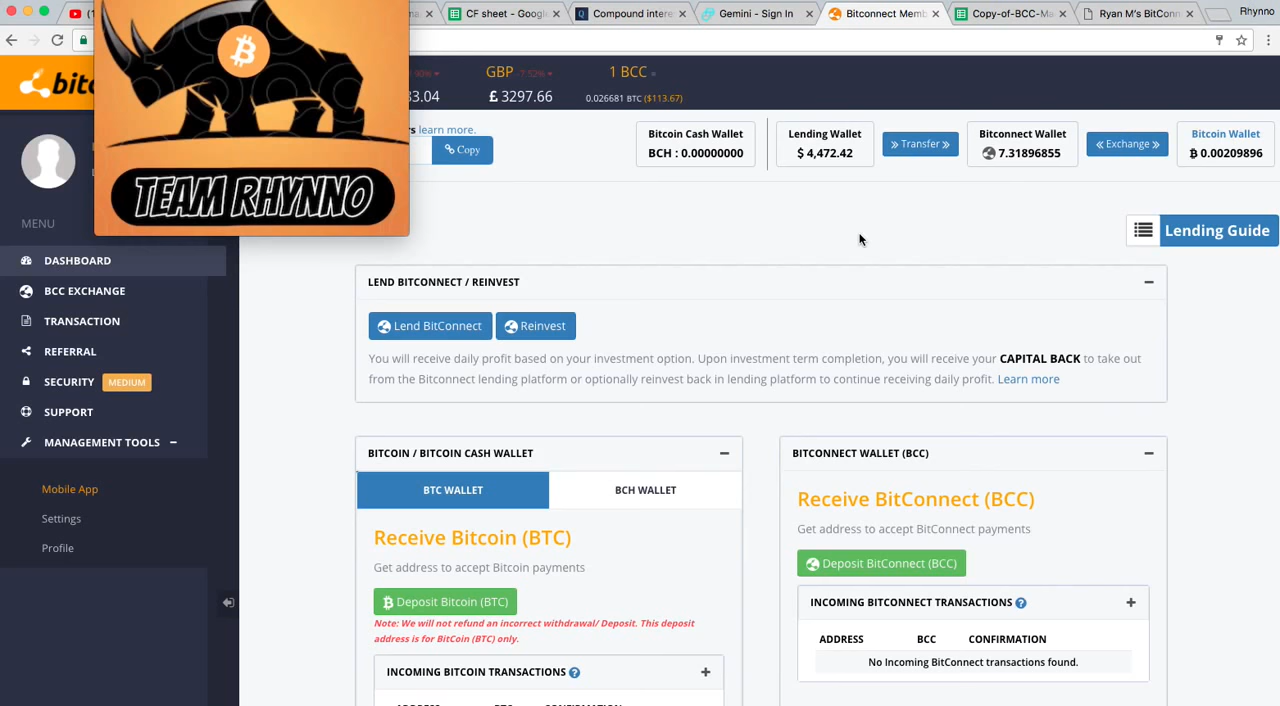 CF sheet - Google
Compound inter
Gemini - Sign In
Bitconnect Memb
Copy-of-BCC-Ma
Ryan M's BitConn
Rhynno
GBP -7.52%
1 BCC
33.04
£ 3297.66
0.026681 BTC ($113.67)
learn more.
Copy
Bitcoin Cash Wallet
BCH : 0.00000000
Lending Wallet
$ 4,472.42
Transfer
Bitconnect Wallet
7.31896855
Exchange
Bitcoin Wallet
0.00209896
TEAM RHYNNO
MENU
Lending Guide
DASHBOARD
BCC EXCHANGE
TRANSACTION
REFERRAL
SECURITY MEDIUM
SUPPORT
MANAGEMENT TOOLS
Mobile App
Settings
Profile
LEND BITCONNECT / REINVEST
Lend BitConnect
Reinvest
You will receive daily profit based on your investment option. Upon investment term completion, you will receive your CAPITAL BACK to take out
from the Bitconnect lending platform or optionally reinvest back in lending platform to continue receiving daily profit. Learn more
BITCOIN / BITCOIN CASH WALLET
BTC WALLET
BCH WALLET
Receive Bitcoin (BTC)
Get address to accept Bitcoin payments
Deposit Bitcoin (BTC)
Note: We will not refund an incorrect withdrawal/ Deposit. This deposit
address is for BitCoin (BTC) only.
INCOMING BITCOIN TRANSACTIONS
BITCONNECT WALLET (BCC)
Receive BitConnect (BCC)
Get address to accept BitConnect payments
Deposit BitConnect (BCC)
INCOMING BITCONNECT TRANSACTIONS
ADDRESS BCC CONFIRMATION
No Incoming BitConnect transactions found.